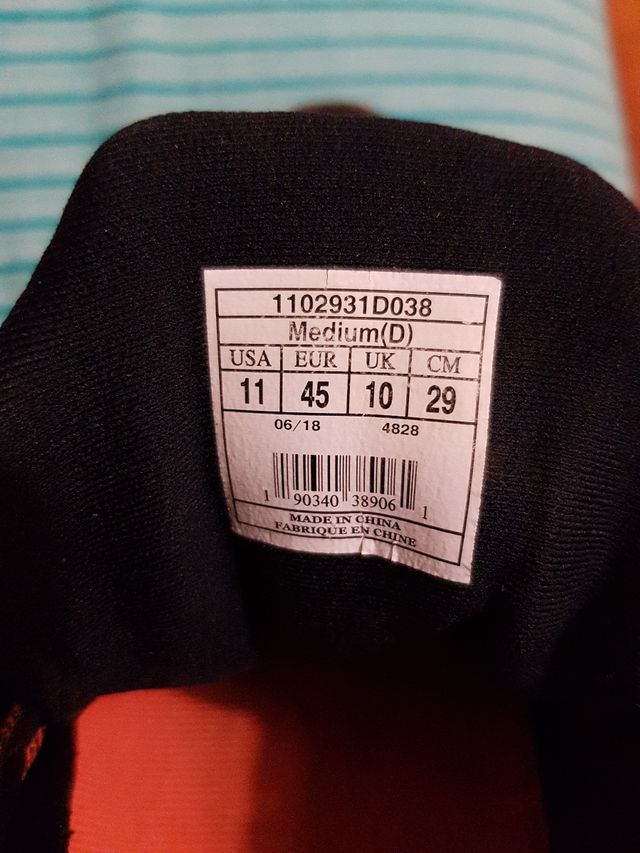 1102931D038
Medium(D)
USA EUR UK CM
11 45 10 29
06/18 4828
1 90340 38906 1
MADE IN CHINA
FABRIQUE EN CHINE